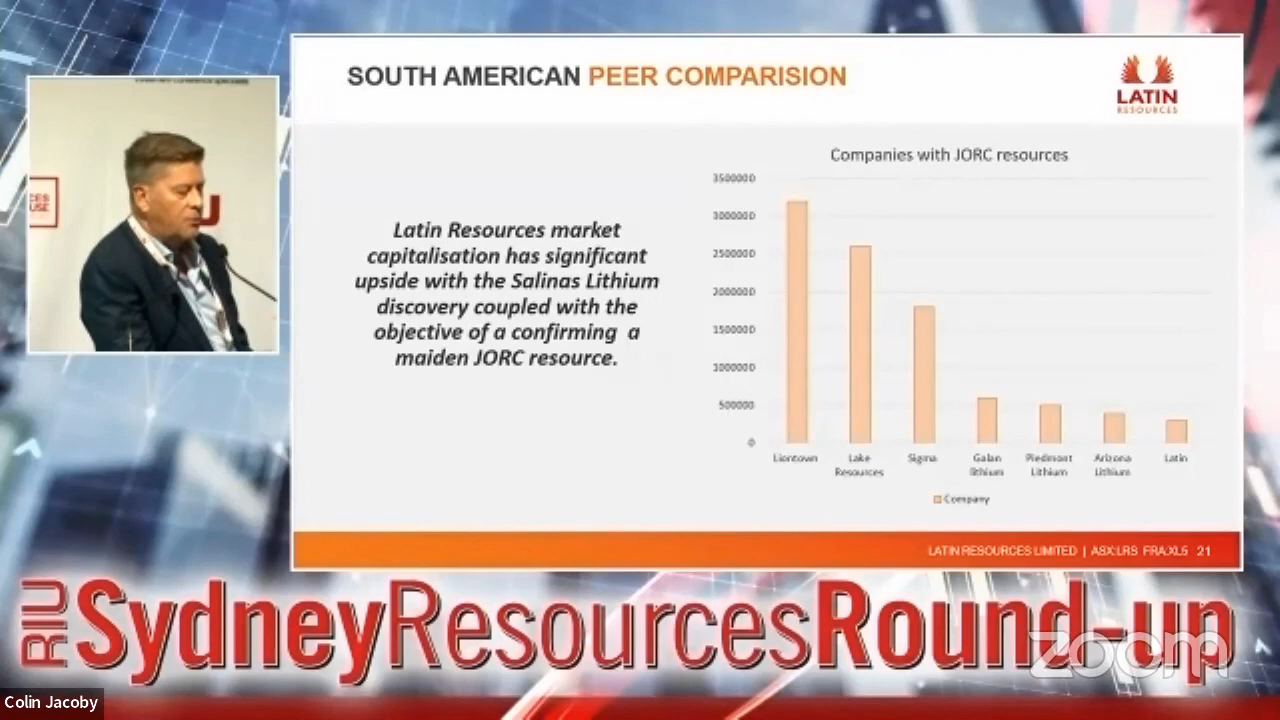 SOUTH AMERICAN PEER COMPARISION
LATIN
RESOURCES
Latin Resources market
capitalisation has significant
upside with the Salinas Lithium
discovery coupled with the
objective of a confirming a
maiden JORC resource.
Companies with JORC resources
3500000
3000000
2500000
2000000
1500000
1000000
500000
0
Liontown
Lake
Resources
Sigma
Galan
lithium
Piedmont
Lithium
Arizona
Lithium
Latin
Company
LATIN RESOURCES LIMITED | ASX:LRS FRA:XL5 21
RIU Sydney Resources Round-up
zoom
Colin Jacoby